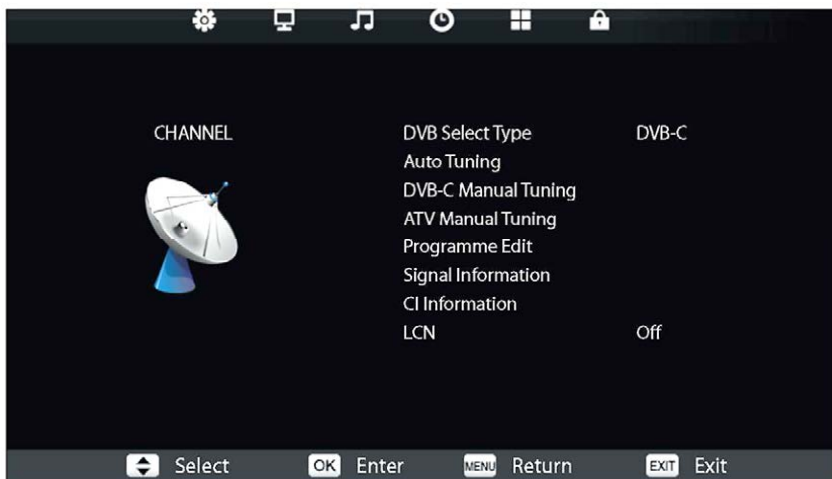 CHANNEL
DVB Select Type DVB-C
Auto Tuning
DVB-C Manual Tuning
ATV Manual Tuning
Programme Edit
Signal Information
CI Information
LCN Off
Select OK Enter MENU Return EXIT Exit